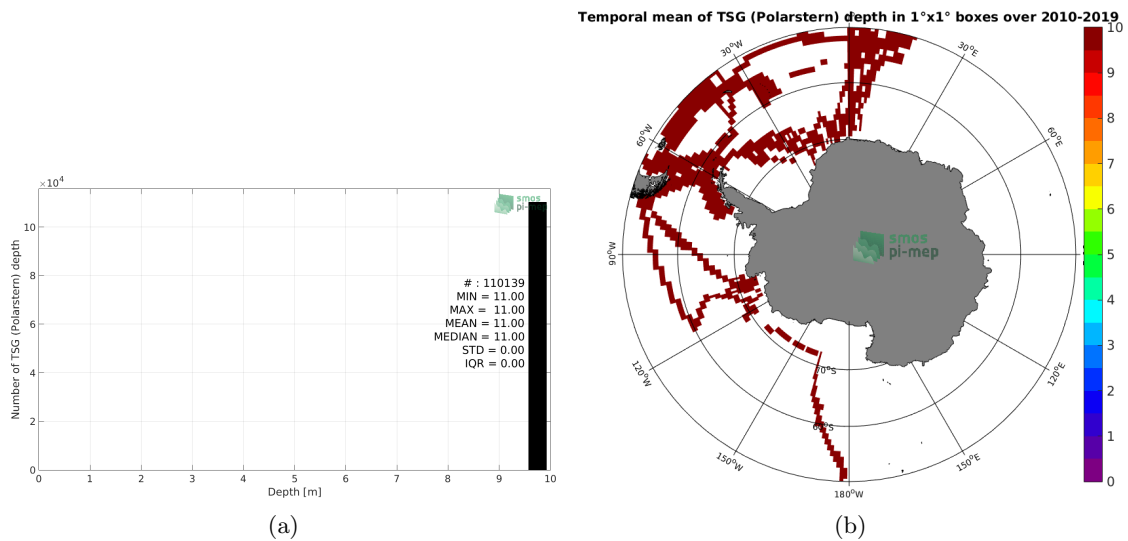 ×10⁴
10
8
6
4
2
0
Number of TSG (Polarstern) depth
smos
pi-mep
# : 110139
MIN = 11.00
MAX = 11.00
MEAN = 11.00
MEDIAN = 11.00
STD = 0.00
IQR = 0.00
0 1 2 3 4 5 6 7 8 9 10
Depth [m]
(a)
Temporal mean of TSG (Polarstern) depth in 1°x1° boxes over 2010-2019
30°W
30°E
60°W
60°E
90°W
smos
pi-mep
120°W
120°E
70°S
150°W
150°E
180°W
10
9
8
7
6
5
4
3
2
1
0
(b)